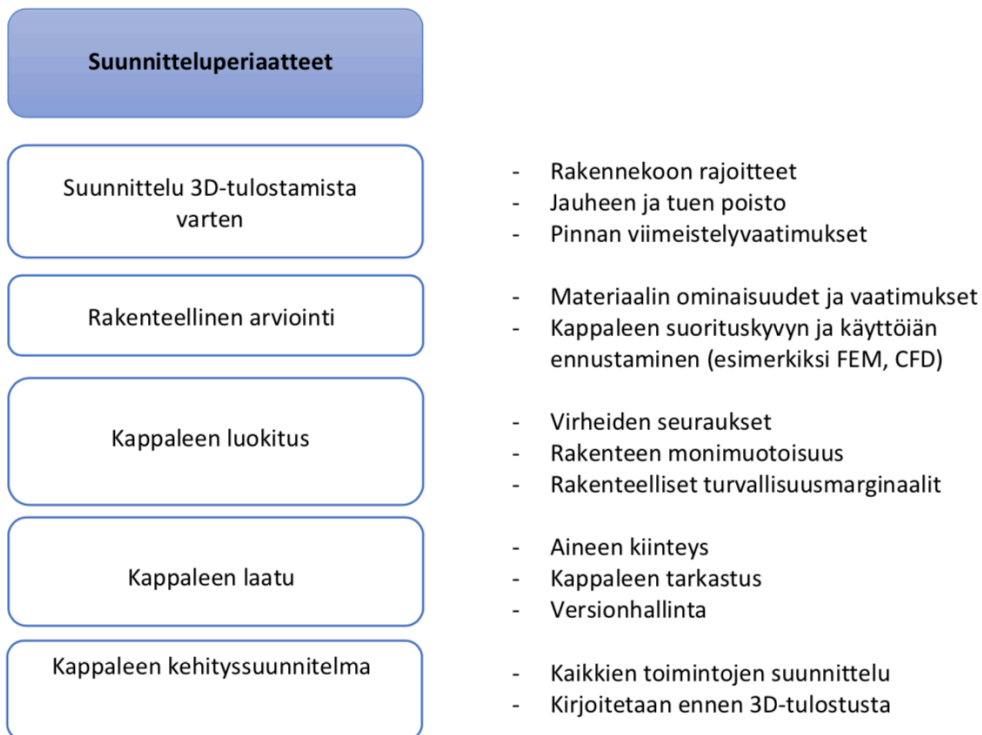 Suunnitteluperiaatteet
Suunnittelu 3D-tulostamista
varten
- Rakennekoon rajoitteet
- Jauheen ja tuen poisto
- Pinnan viimeistelyvaatimukset
Rakenteellinen arviointi
- Materiaalin ominaisuudet ja vaatimukset
- Kappaleen suorituskyvyn ja käyttöiän
ennustaminen (esimerkiksi FEM, CFD)
Kappaleen luokitus
- Virheiden seuraukset
- Rakenteen monimuotoisuus
- Rakenteelliset turvallisuusmarginaalit
Kappaleen laatu
- Aineen kiinteys
- Kappaleen tarkastus
- Versionhallinta
Kappaleen kehityssuunnitelma
- Kaikkien toimintojen suunnittelu
- Kirjoitetaan ennen 3D-tulostusta